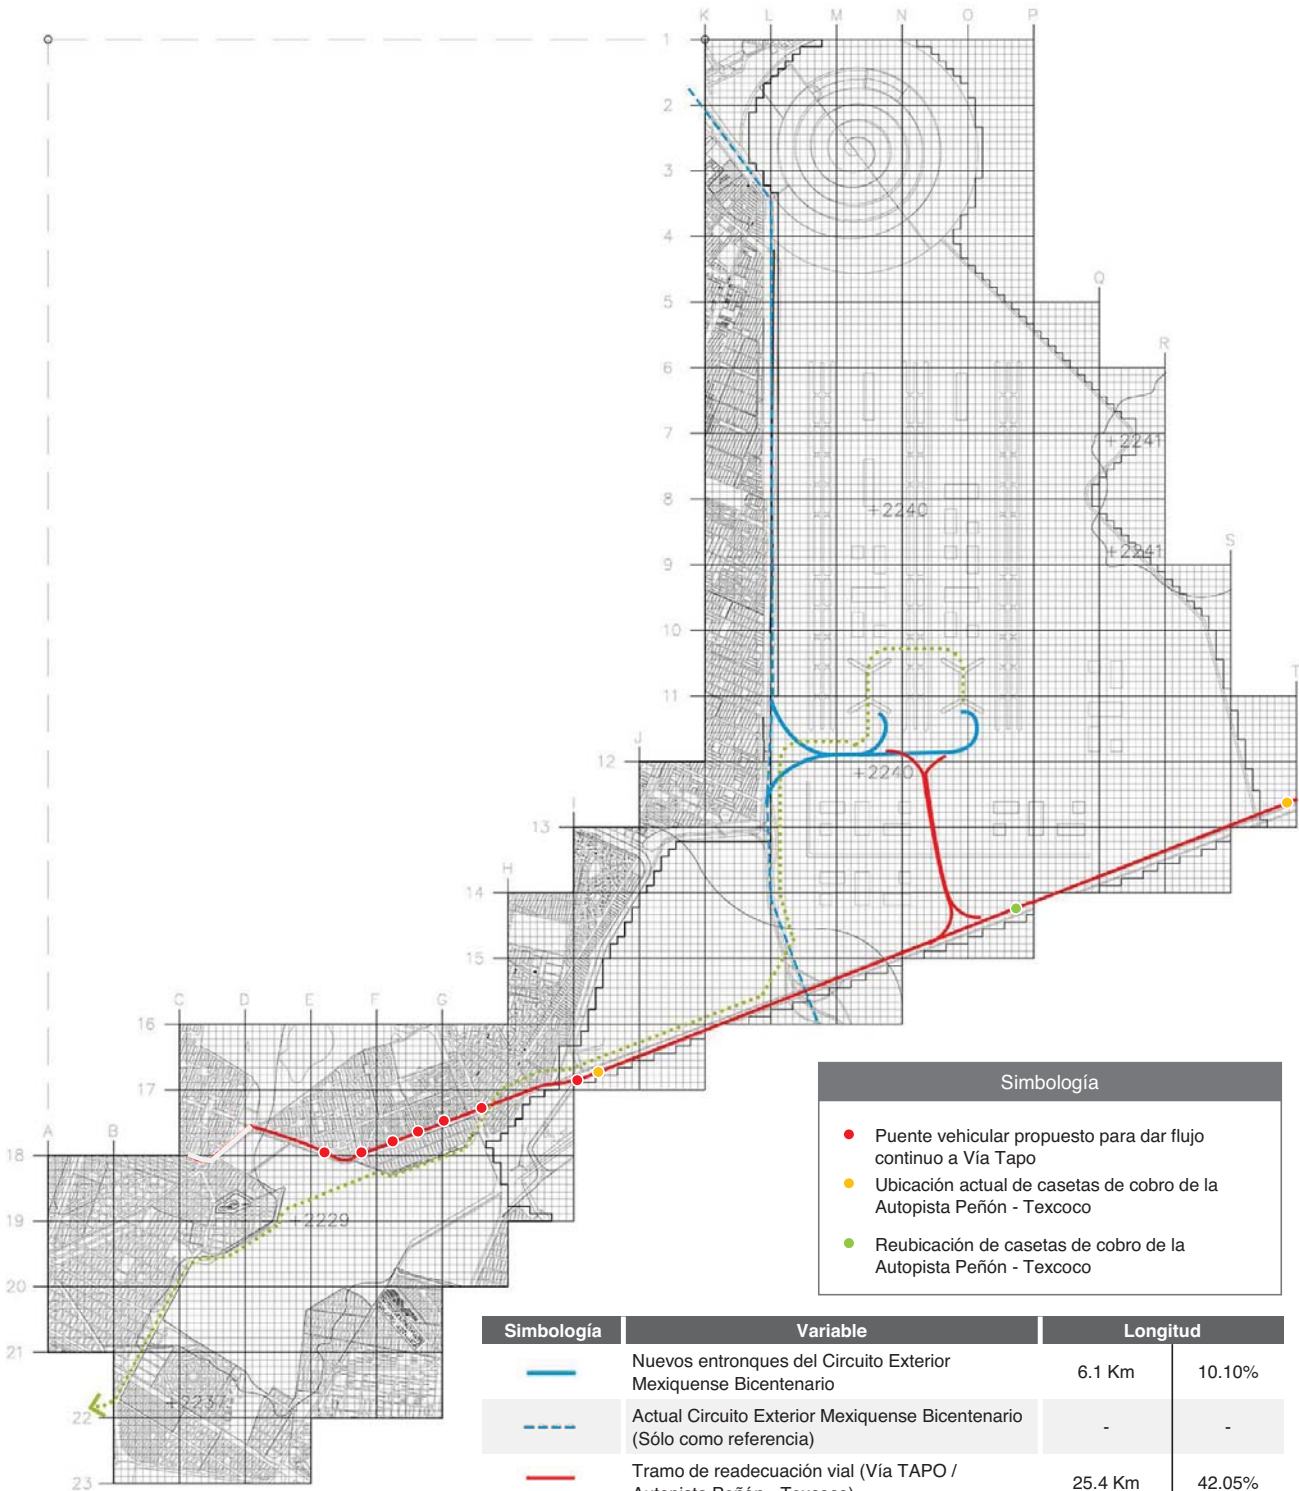 K L M N O P
1
2
3
4
5
Q
R
6
7
+2241
8
+2240
+2241
S
9
10
T
11
J
12
+2240
I
13
H
14
15
C D E F G
16
17
A B
18
19
+2229
20
21
+2237
22
23
Simbología
Puente vehicular propuesto para dar flujo
continuo a Vía Tapo
Ubicación actual de casetas de cobro de la
Autopista Peñón - Texcoco
Reubicación de casetas de cobro de la
Autopista Peñón - Texcoco
Simbología Variable Longitud
Nuevos entronques del Circuito Exterior
Mexiquense Bicentenario 6.1 Km 10.10%
Actual Circuito Exterior Mexiquense Bicentenario
(Sólo como referencia) - -
Tramo de readecuación vial (Vía TAPO /
Autopista Peñón - Texcoco) 25.4 Km 42.05%